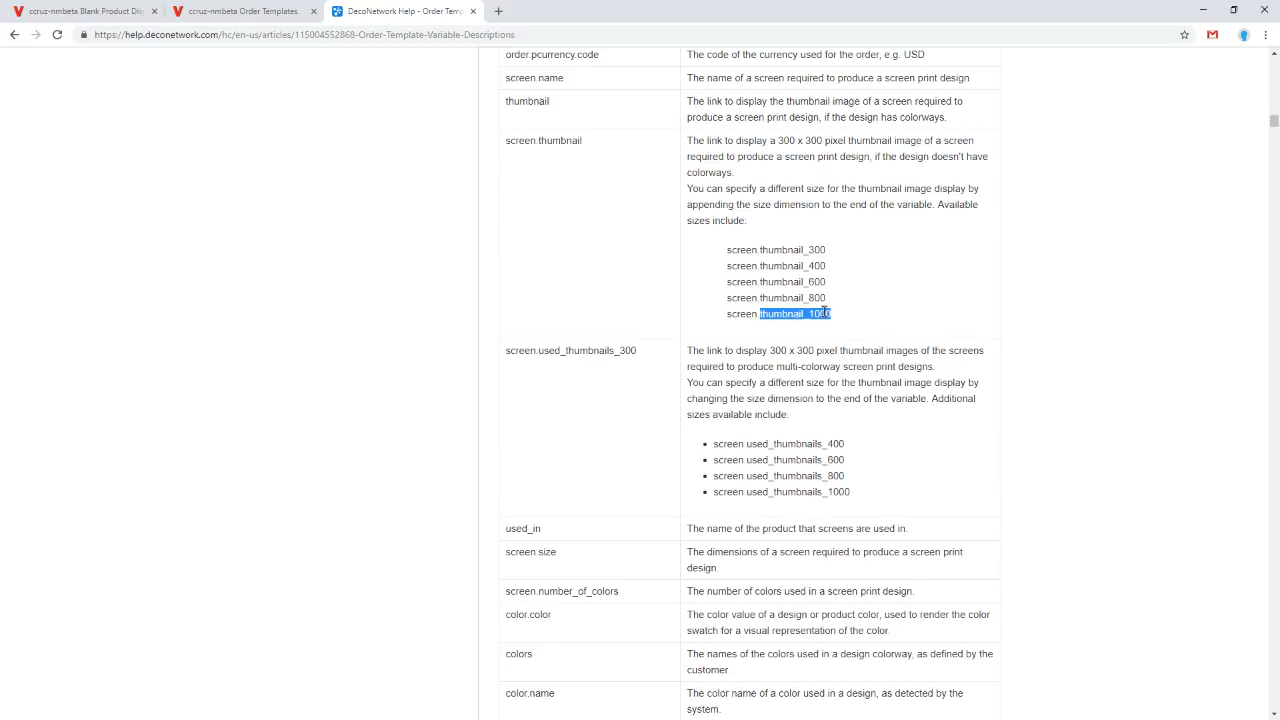 ccruz-nmbeta Blank Product Disp
ccruz-nmbeta Order Templates
DecoNetwork Help - Order Temp
https://help.deconetwork.com/hc/en-us/articles/115004552868-Order-Template-Variable-Descriptions
order.pcurrency.code
The code of the currency used for the order, e.g. USD
screen.name
The name of a screen required to produce a screen print design
thumbnail
The link to display the thumbnail image of a screen required to
produce a screen print design, if the design has colorways.
screen.thumbnail
The link to display a 300 x 300 pixel thumbnail image of a screen
required to produce a screen print design, if the design doesn't have
colorways.
You can specify a different size for the thumbnail image display by
appending the size dimension to the end of the variable. Available
sizes include:
screen.thumbnail_300
screen.thumbnail_400
screen.thumbnail_600
screen.thumbnail_800
screen.thumbnail_1000
screen.used_thumbnails_300
The link to display 300 x 300 pixel thumbnail images of the screens
required to produce multi-colorway screen print designs.
You can specify a different size for the thumbnail image display by
changing the size dimension to the end of the variable. Additional
sizes available include:
• screen.used_thumbnails_400
• screen.used_thumbnails_600
• screen.used_thumbnails_800
• screen.used_thumbnails_1000
used_in
The name of the product that screens are used in.
screen.size
The dimensions of a screen required to produce a screen print
design.
screen.number_of_colors
The number of colors used in a screen print design.
color.color
The color value of a design or product color, used to render the color
swatch for a visual representation of the color.
colors
The names of the colors used in a design colorway, as defined by the
customer.
color.name
The color name of a color used in a design, as detected by the
system.